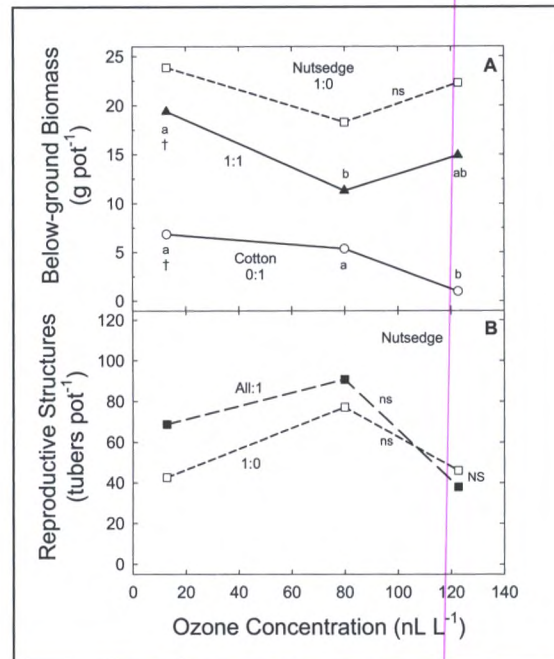 A
Below-ground Biomass
(g pot⁻¹)
25
20
15
10
5
0
Nutsedge
1:0
ns
a
†
1:1
b
ab
a
†
Cotton
0:1
a
b
B
Reproductive Structures
(tubers pot⁻¹)
120
100
80
60
40
20
0
Nutsedge
All:1
ns
ns
1:0
NS
0 20 40 60 80 100 120 140
Ozone Concentration (nL L⁻¹)